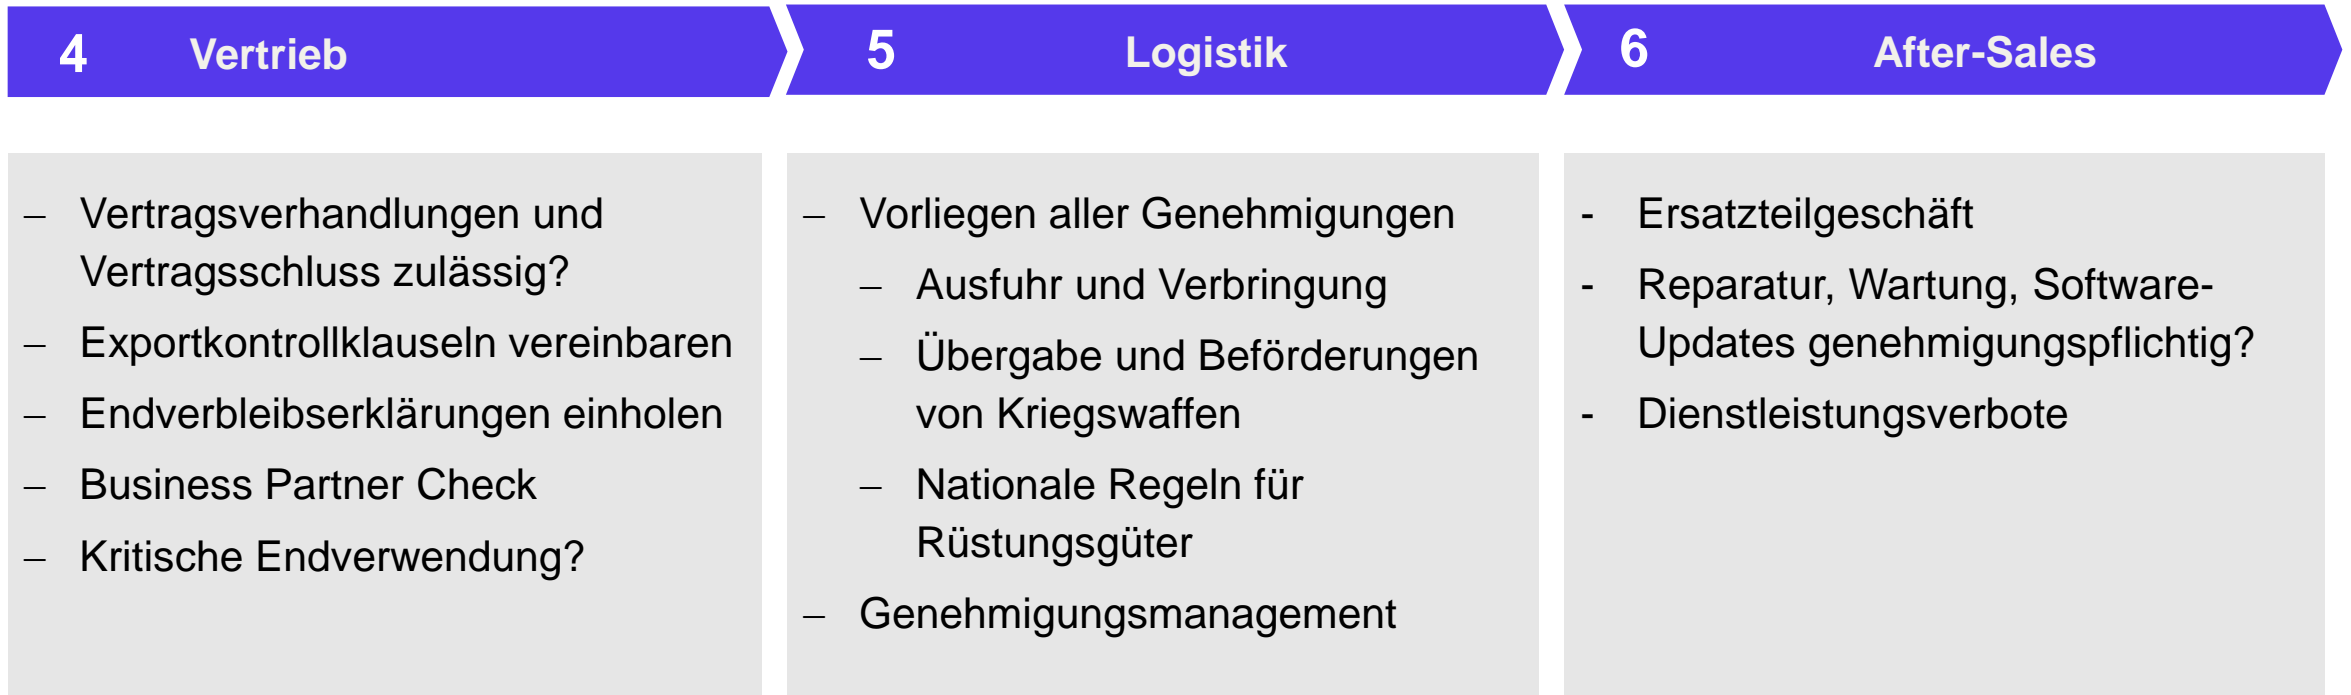 4 Vertrieb
– Vertragsverhandlungen und
Vertragsschluss zulässig?
– Exportkontrollklauseln vereinbaren
– Endverbleibserklärungen einholen
– Business Partner Check
– Kritische Endverwendung?
5 Logistik
– Vorliegen aller Genehmigungen
– Ausfuhr und Verbringung
– Übergabe und Beförderungen
von Kriegswaffen
– Nationale Regeln für
Rüstungsgüter
– Genehmigungsmanagement
6 After-Sales
- Ersatzteilgeschäft
- Reparatur, Wartung, Software-
Updates genehmigungspflichtig?
- Dienstleistungsverbote